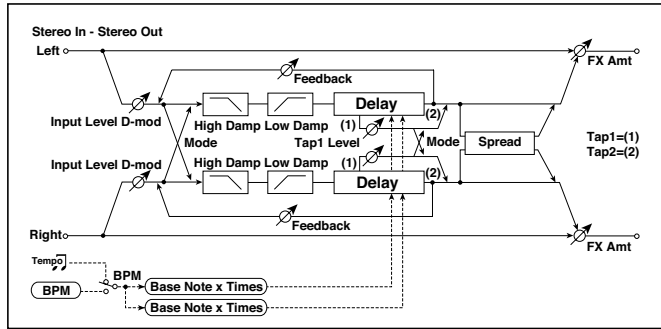 Stereo In - Stereo Out
Left
FX Amt
Feedback
Input Level D-mod
High Damp Low Damp
Delay
(1)
(2)
Mode
Tap1 Level
Mode
Spread
Tap1=(1)
Tap2=(2)
Input Level D-mod
High Damp Low Damp
(1)
Delay
(2)
Feedback
Right
FX Amt
Tempo
BPM
BPM
Base Note x Times
Base Note x Times